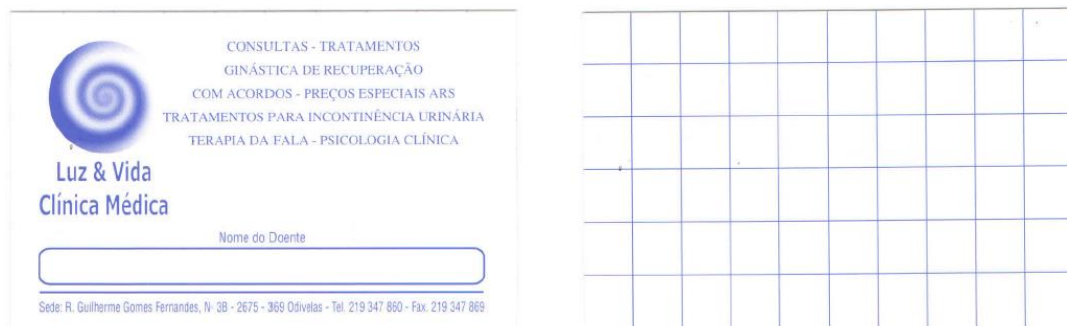 CONSULTAS - TRATAMENTOS
GINÁSTICA DE RECUPERAÇÃO
COM ACORDOS - PREÇOS ESPECIAIS ARS
TRATAMENTOS PARA INCONTINÊNCIA URINÁRIA
TERAPIA DA FALA - PSICOLOGIA CLÍNICA
Luz & Vida
Clínica Médica
Nome do Doente
Sede: R. Guilherme Gomes Fernandes, Nº 3B - 2675 - 369 Odivelas - Tel. 219 347 860 - Fax. 219 347 869